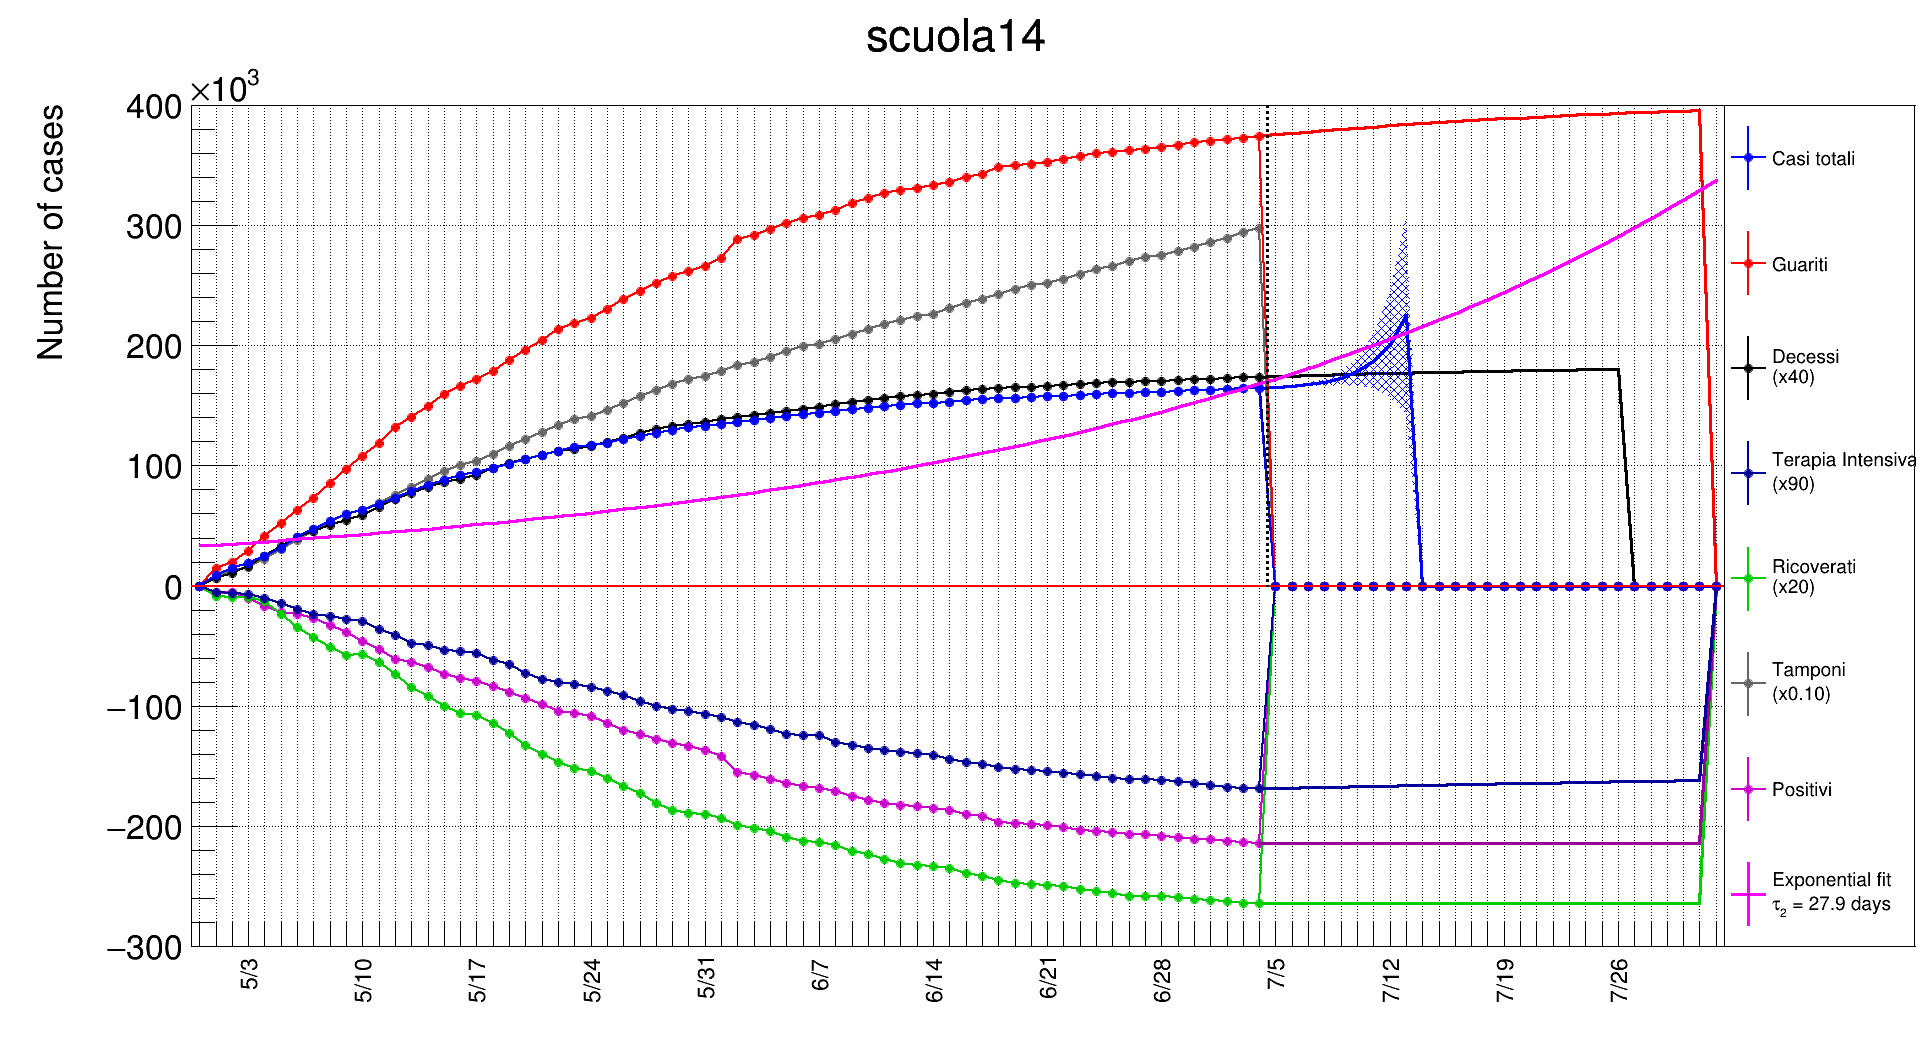 scuola14
×10³
Number of cases
400
300
200
100
0
−100
−200
−300
5/3
5/10
5/17
5/24
5/31
6/7
6/14
6/21
6/28
7/5
7/12
7/19
7/26
Casi totali
Guariti
Decessi
(x40)
Terapia Intensiva
(x90)
Ricoverati
(x20)
Tamponi
(x0.10)
Positivi
Exponential fit
τ₂ = 27.9 days